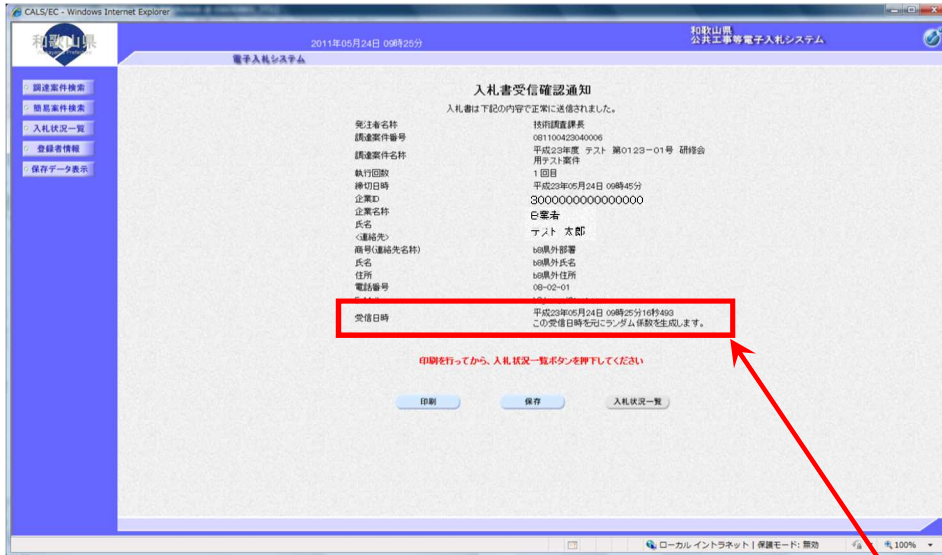 CALS/EC - Windows Internet Explorer
和歌山県
2011年05月24日 09時25分
和歌山県
公共工事等電子入札システム
電子入札システム
調達案件検索
簡易案件検索
入札状況一覧
登録者情報
保存データ表示
入札書受信確認通知
入札書は下記の内容で正常に送信されました。
発注者名称 技術調査課長
調達案件番号 081100423040006
調達案件名称 平成23年度 テスト 第0123-01号 研修会
用テスト案件
執行回数 1回目
締切日時 平成23年05月24日 09時45分
企業ID 3000000000000000
企業名称 B業者
氏名 テスト 太郎
<連絡先>
商号(連絡先名称) b8県外部署
氏名 b8県外氏名
住所 b8県外住所
電話番号 08-02-01
受信日時 平成23年05月24日 09時25分16秒493
この受信日時を元にランダム係数を生成します。
印刷を行ってから、入札状況一覧ボタンを押下してください
印刷 保存 入札状況一覧
ローカル イントラネット | 保護モード: 無効 100%